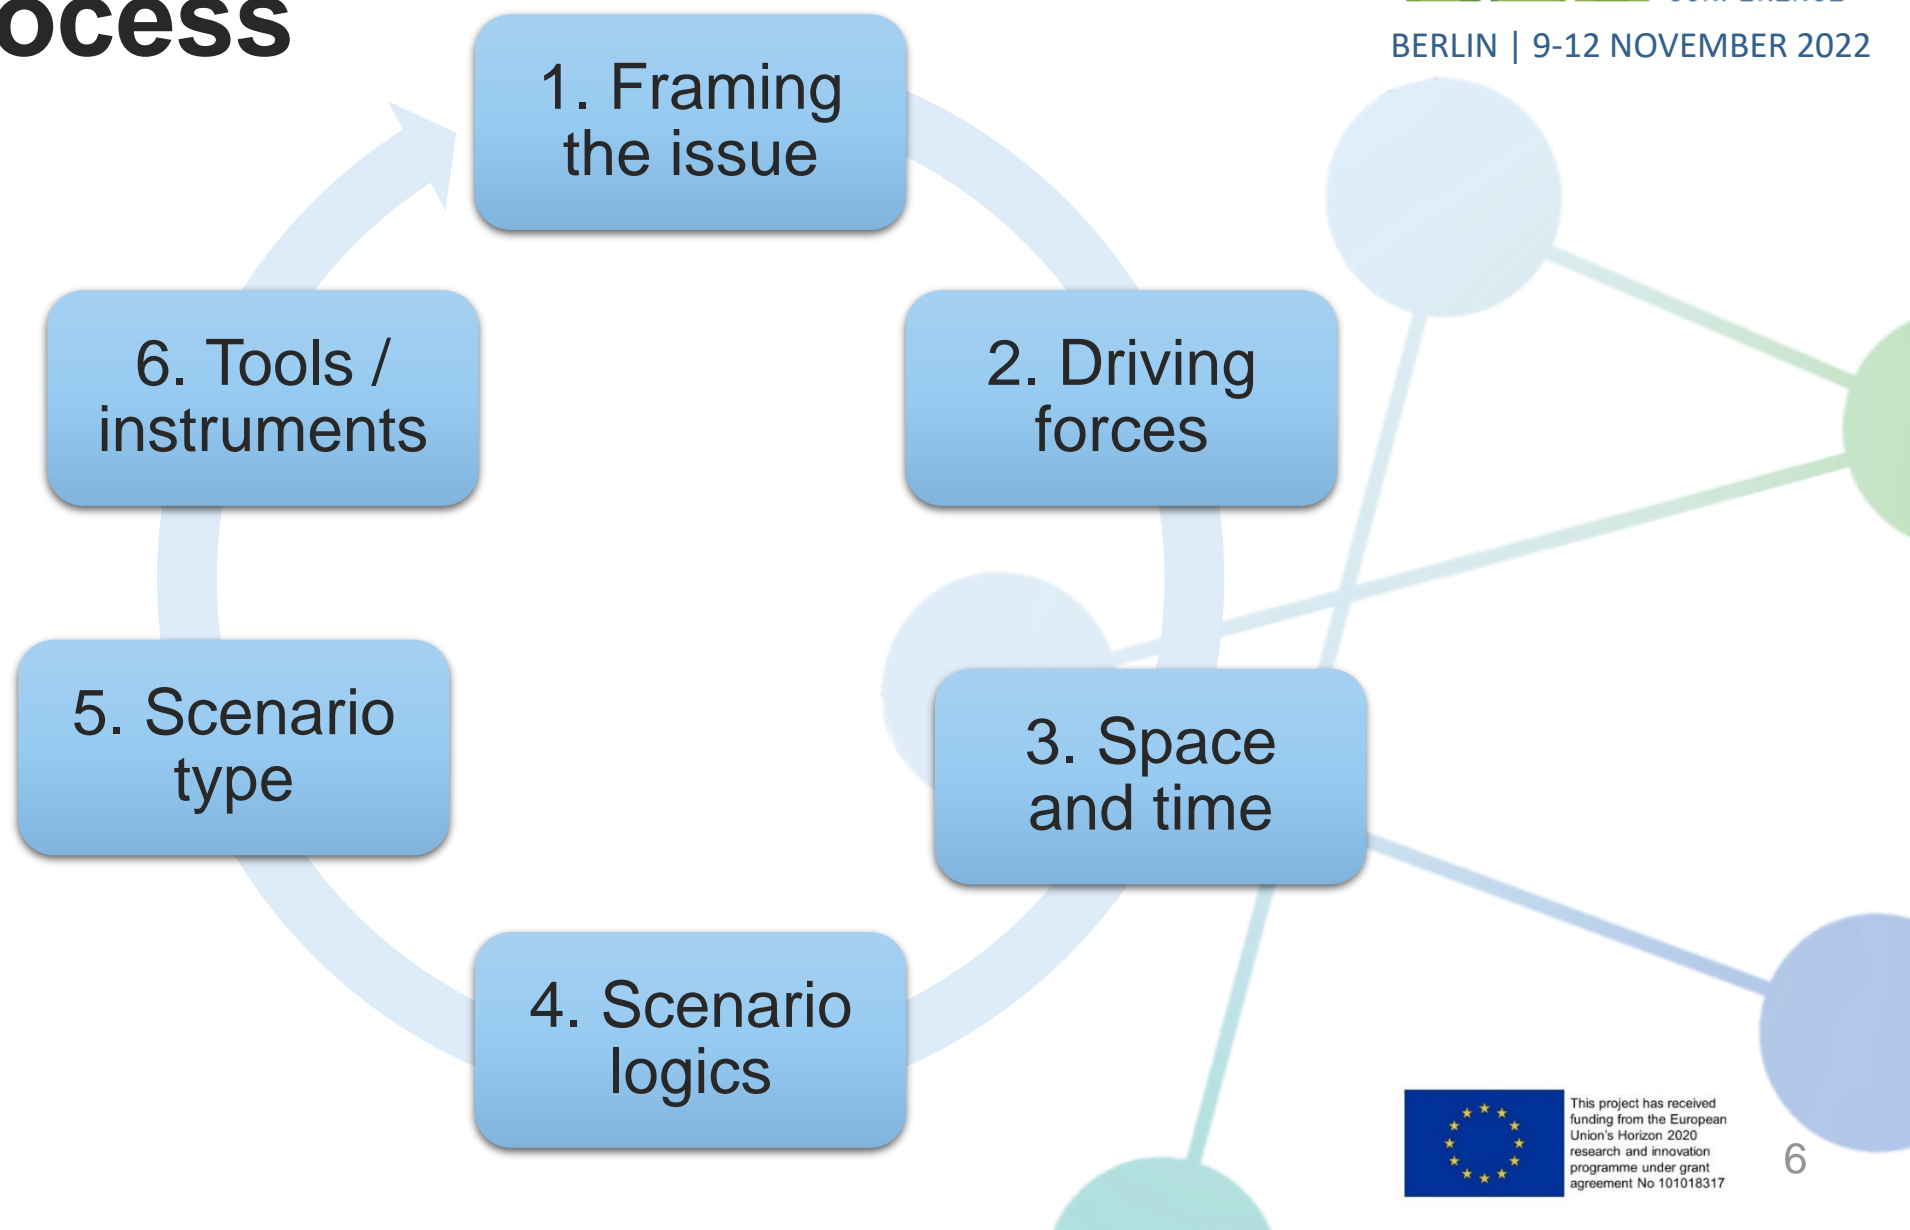 BERLIN | 9-12 NOVEMBER 2022
1. Framing
the issue
2. Driving
forces
3. Space
and time
4. Scenario
logics
5. Scenario
type
6. Tools /
instruments
This project has received
funding from the European
Union's Horizon 2020
research and innovation
programme under grant
agreement No 101018317
6